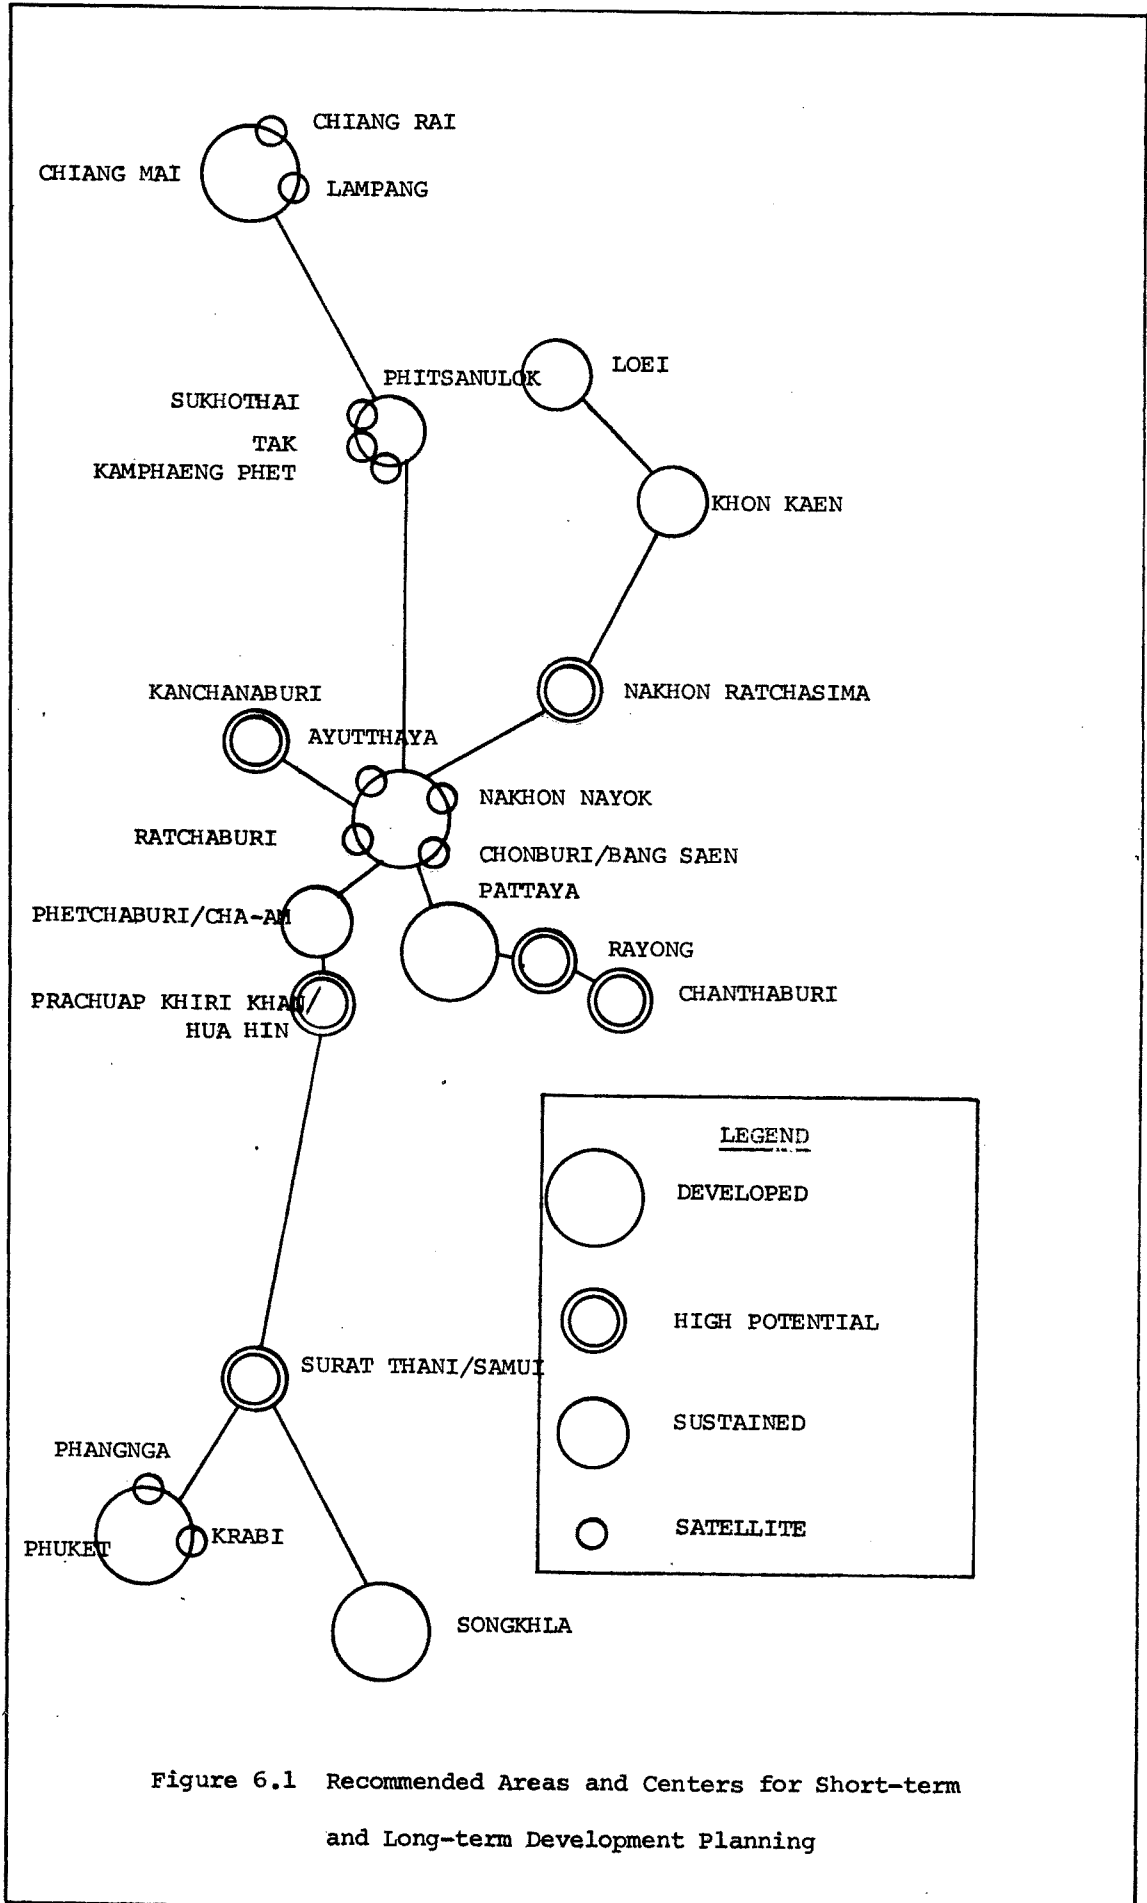 CHIANG RAI
CHIANG MAI
LAMPANG
PHITSANULOK
LOEI
SUKHOTHAI
TAK
KAMPHAENG PHET
KHON KAEN
KANCHANABURI
NAKHON RATCHASIMA
AYUTTHAYA
NAKHON NAYOK
RATCHABURI
CHONBURI/BANG SAEN
PATTAYA
PHETCHABURI/CHA-AM
RAYONG
PRACHUAP KHIRI KHAN/
HUA HIN
CHANTHABURI
LEGEND
DEVELOPED
HIGH POTENTIAL
SUSTAINED
SATELLITE
SURAT THANI/SAMUI
PHANGNGA
PHUKET
KRABI
SONGKHLA
Figure 6.1 Recommended Areas and Centers for Short-term
and Long-term Development Planning